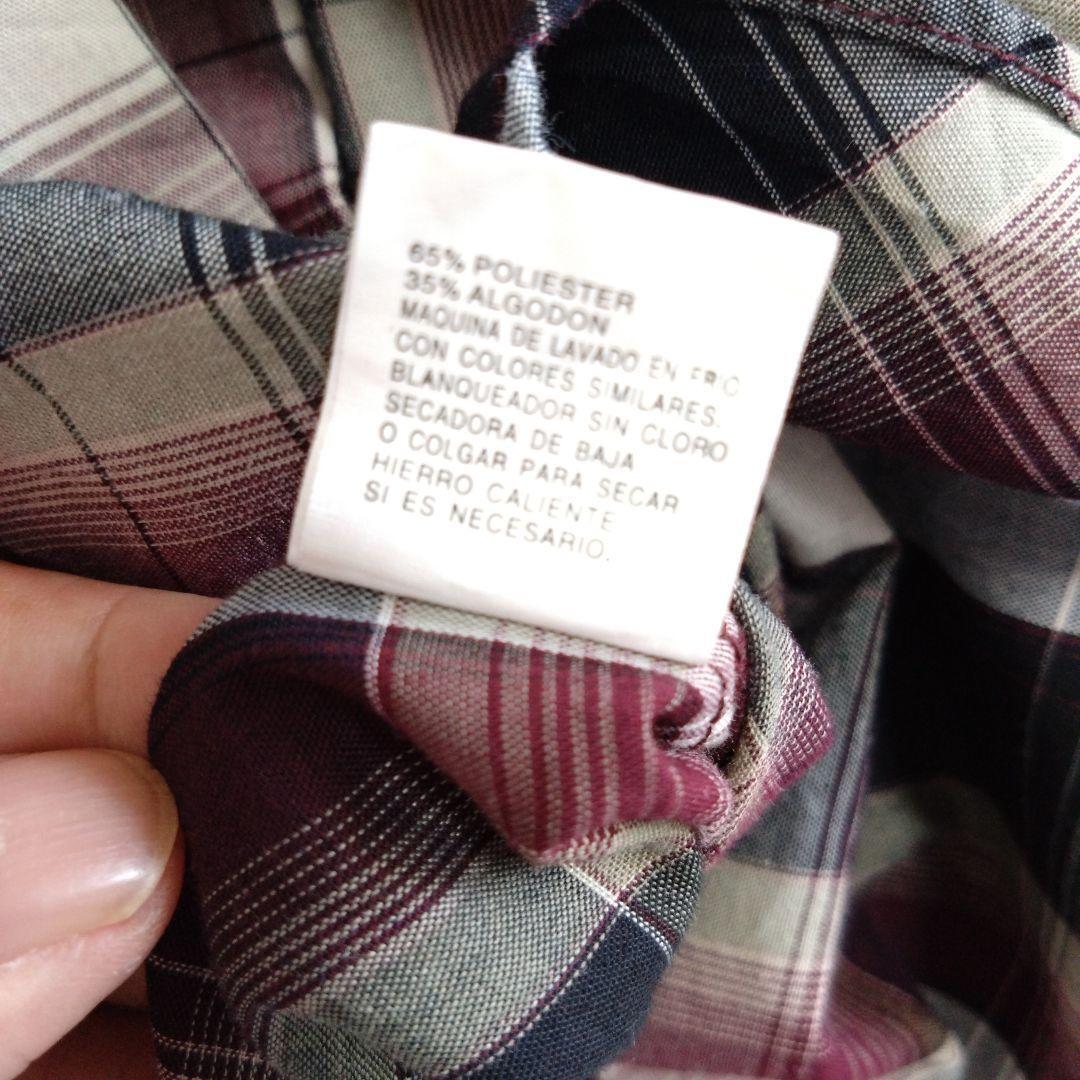 65% POLIESTER
35% ALGODON
MAQUINA DE LAVADO EN FRIO
CON COLORES SIMILARES.
BLANQUEADOR SIN CLORO
SECADORA DE BAJA
O COLGAR PARA SECAR
HIERRO CALIENTE
SI ES NECESARIO.